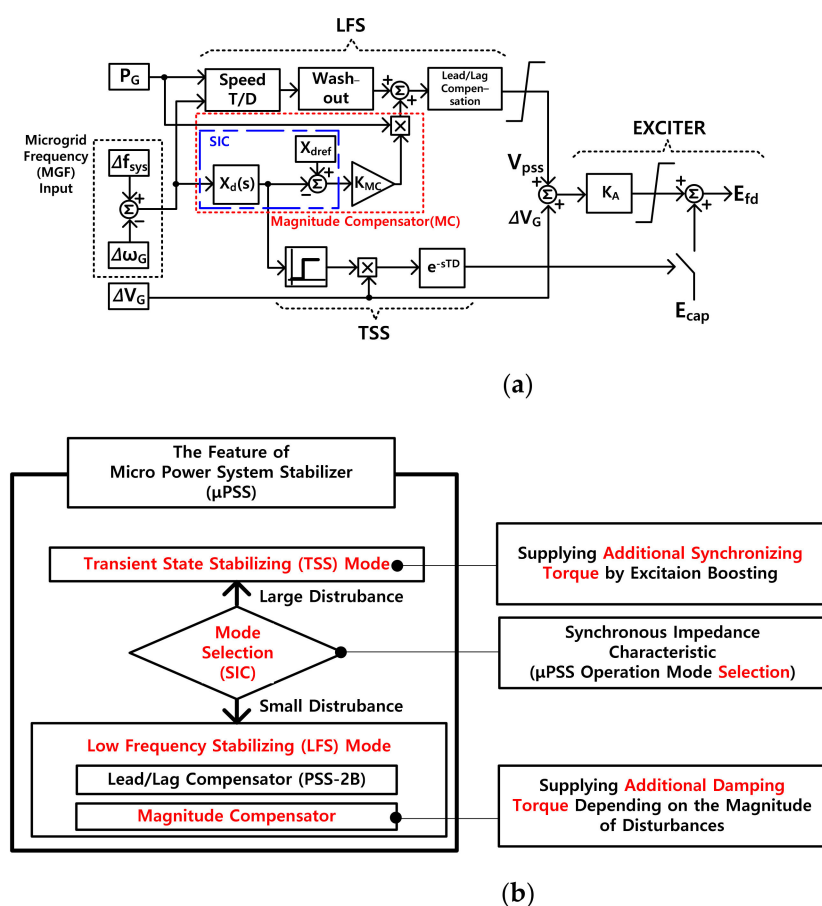 LFS
P_G
Speed
T/D
Wash-
out
+
Σ
+
Lead/Lag
Compen-
sation
×
Microgrid
Frequency
(MGF)
Input
Δf_sys
+
Σ
−
Δω_G
SIC
X_dref
X_d(s)
+
−
Σ
K_MC
Magnitude Compensator(MC)
EXCITER
V_pss
+
Σ
+
ΔV_G
K_A
+
Σ
+
E_fd
×
e^-sTD
ΔV_G
TSS
E_cap
(a)
The Feature of
Micro Power System Stabilizer
(μPSS)
Transient State Stabilizing (TSS) Mode
Large Distrubance
Mode
Selection
(SIC)
Small Distrubance
Low Frequency Stabilizing (LFS) Mode
Lead/Lag Compensator (PSS-2B)
Magnitude Compensator
Supplying Additional Synchronizing
Torque by Excitaion Boosting
Synchronous Impedance
Characteristic
(μPSS Operation Mode Selection)
Supplying Additional Damping
Torque Depending on the Magnitude
of Disturbances
(b)